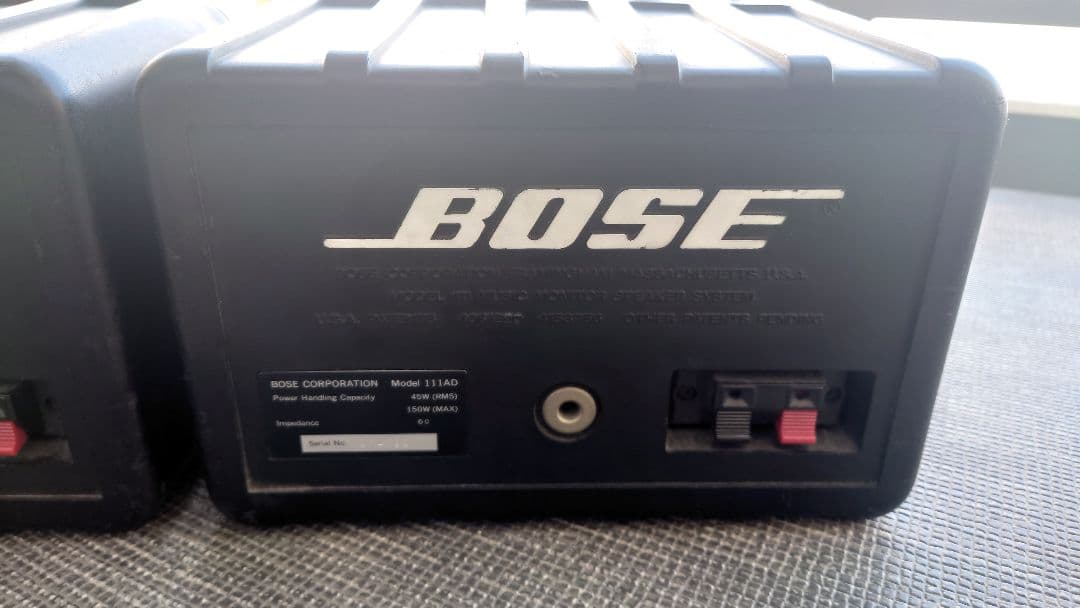 BOSE®
BOSE CORPORATION FRAMINGHAM MASSACHUSETTS U.S.A.
MODEL 111 MUSIC MONITOR SPEAKER SYSTEM
U.S.A. PATENTS OTHER PATENTS PENDING
BOSE CORPORATION Model 111AD
Power Handling Capacity 45W (RMS)
150W (MAX)
Impedance 6Ω
Serial No.